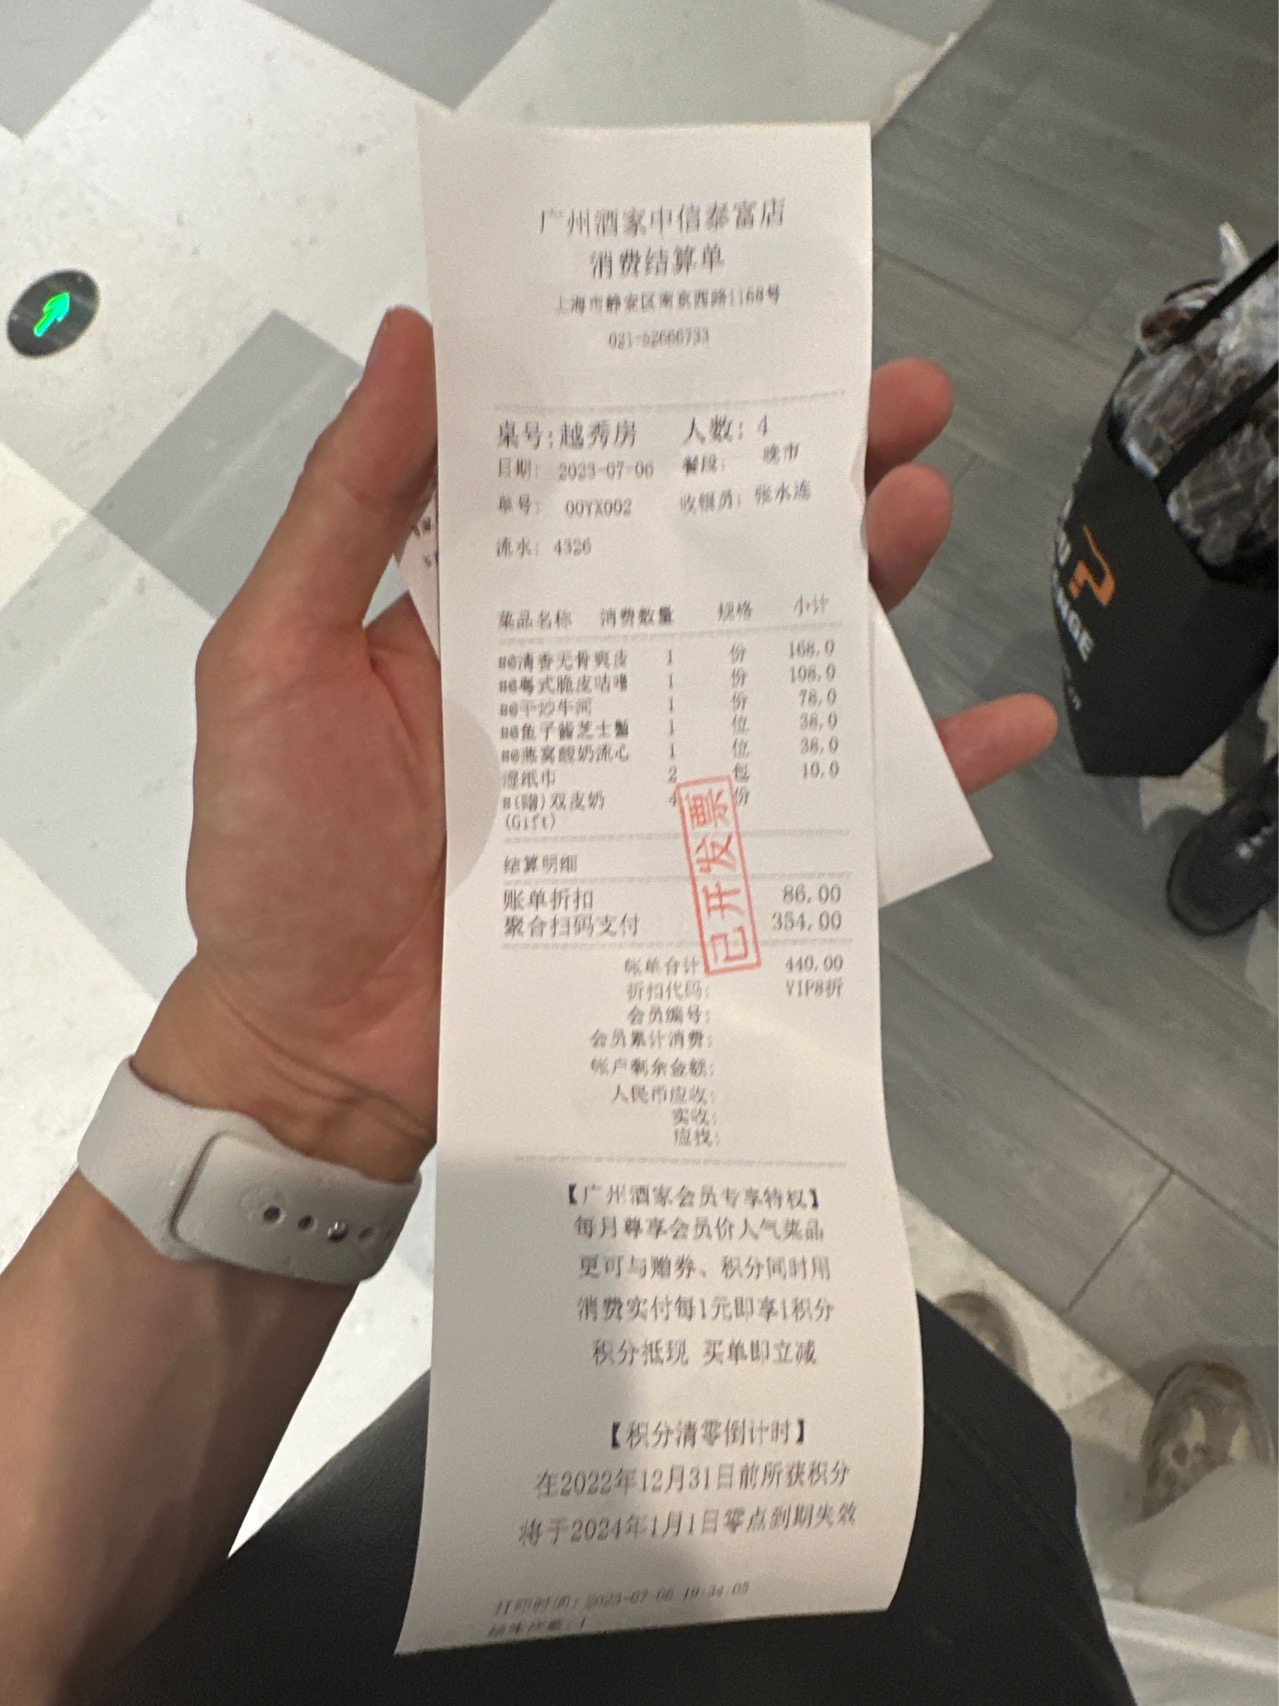 广州酒家中信泰富店
消费结算单
上海市静安区南京西路1168号
021-52666733
桌号:越秀房 人数: 4
日期: 2023-07-06 餐段: 晚市
单号: 00YX002 收银员: 张水连
流水: 4326
菜品名称 消费数量 规格 小计
#@清香无骨爽皮 1 份 168.0
#@粤式脆皮咕噜 1 份 108.0
#@干炒牛河 1 份 78.0
#@鱼子酱芝士 1 位 38.0
#@燕窝酸奶流心 1 位 38.0
湿纸巾 2 包 10.0
#(赠)双皮奶 4 份
(Gift)
已开发票
结算明细
账单折扣 86.00
聚合扫码支付 354.00
帐单合计 440.00
折扣代码: VIP8折
会员编号:
会员累计消费:
帐户剩余金额:
人民币应收:
实收:
应找:
【广州酒家会员专享特权】
每月尊享会员价人气菜品
更可与赠券、积分同时用
消费实付每1元即享1积分
积分抵现 买单即立减
【积分清零倒计时】
在2022年12月31日前所获积分
将于2024年1月1日零点到期失效
打印时间: 2023-07-06 19:34:05